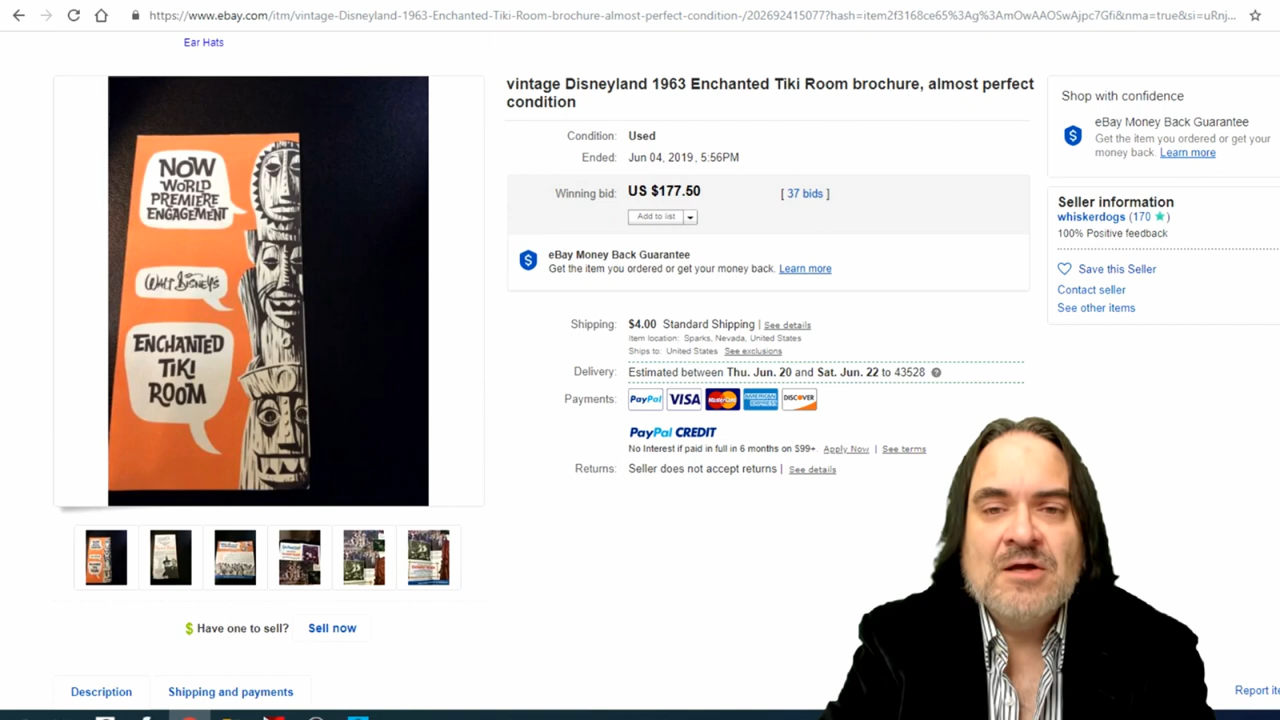 https://www.ebay.com/itm/vintage-Disneyland-1963-Enchanted-Tiki-Room-brochure-almost-perfect-condition-/202692415077?hash=item2f3168ce65%3Ag%3AmOwAAOSwAjpc7Gfi&nma=true&si=uRnj...
Ear Hats
NOW
WORLD
PREMIERE
ENGAGEMENT
WALT DISNEY'S
ENCHANTED
TIKI
ROOM
vintage Disneyland 1963 Enchanted Tiki Room brochure, almost perfect
condition
Condition: Used
Ended: Jun 04, 2019 , 5:56PM
Winning bid: US $177.50 [ 37 bids ]
Add to list
eBay Money Back Guarantee
Get the item you ordered or get your money back. Learn more
Shipping: $4.00 Standard Shipping | See details
Item location: Sparks, Nevada, United States
Ships to: United States See exclusions
Delivery: Estimated between Thu. Jun. 20 and Sat. Jun. 22 to 43528
Payments: PayPal VISA MasterCard AMERICAN EXPRESS DISCOVER
PayPal CREDIT
No Interest if paid in full in 6 months on $99+ Apply Now | See terms
Returns: Seller does not accept returns | See details
Shop with confidence
eBay Money Back Guarantee
Get the item you ordered or get your
money back. Learn more
Seller information
whiskerdogs (170 ★)
100% Positive feedback
Save this Seller
Contact seller
See other items
$ Have one to sell? Sell now
Description
Shipping and payments
Report ite